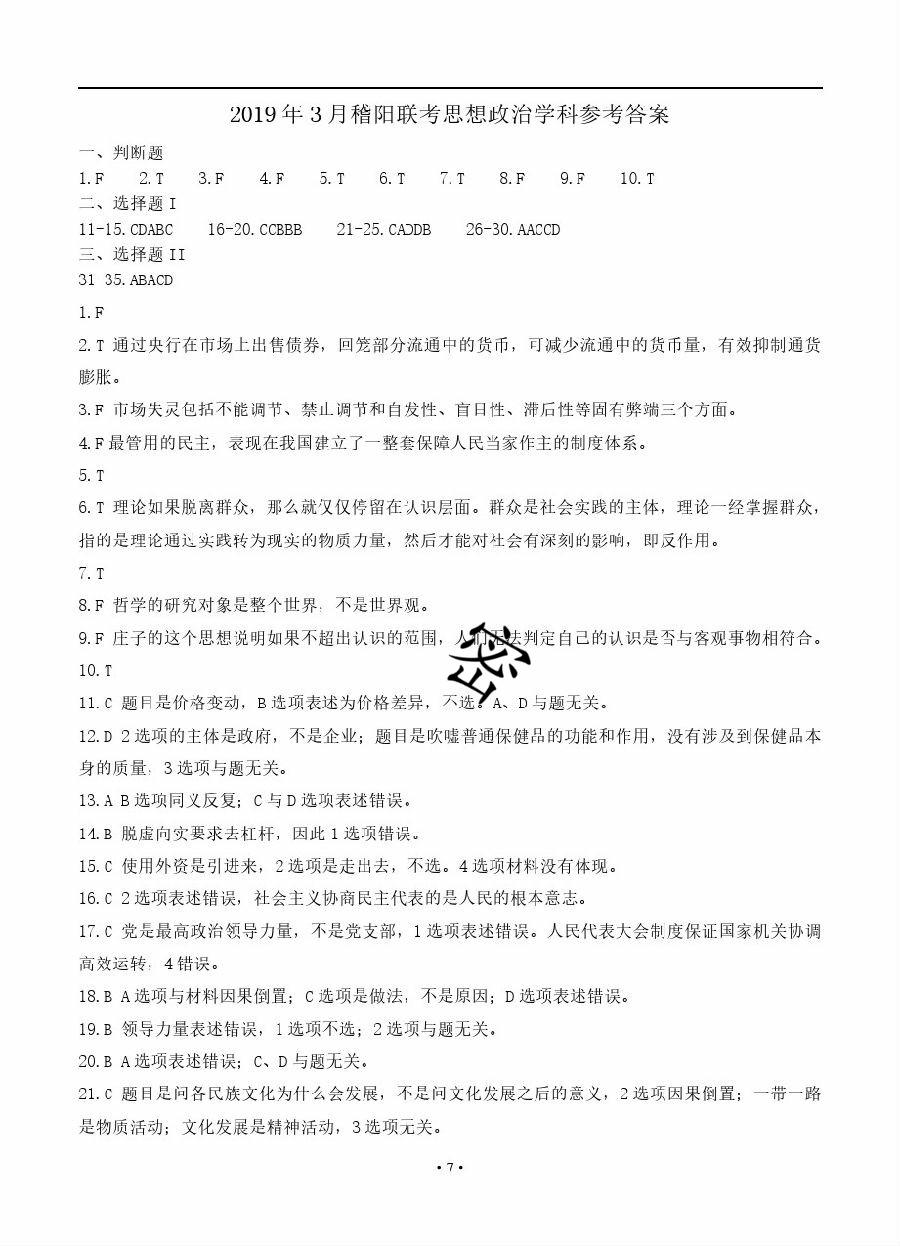 2019 年 3 月稽阳联考思想政治学科参考答案
一、判断题
1.F 2.T 3.F 4.F 5.T 6.T 7.T 8.F 9.F 10.T
二、选择题 I
11-15.CDABC 16-20.CCBBB 21-25.CADDB 26-30.AACCD
三、选择题 II
31 35.ABACD
1.F
2.T 通过央行在市场上出售债券，回笼部分流通中的货币，可减少流通中的货币量，有效抑制通货
膨胀。
3.F 市场失灵包括不能调节、禁止调节和自发性、盲目性、滞后性等固有弊端三个方面。
4.F 最管用的民主，表现在我国建立了一整套保障人民当家作主的制度体系。
5.T
6.T 理论如果脱离群众，那么就仅仅停留在认识层面。群众是社会实践的主体，理论一经掌握群众，
指的是理论通过实践转为现实的物质力量，然后才能对社会有深刻的影响，即反作用。
7.T
8.F 哲学的研究对象是整个世界，不是世界观。
9.F 庄子的这个思想说明如果不超出认识的范围，人们无法判定自己的认识是否与客观事物相符合。
密
10.T
11.C 题目是价格变动，B 选项表述为价格差异，不选。A、D 与题无关。
12.D 2 选项的主体是政府，不是企业；题目是吹嘘普通保健品的功能和作用，没有涉及到保健品本
身的质量，3 选项与题无关。
13.A B 选项同义反复；C 与 D 选项表述错误。
14.B 脱虚向实要求去杠杆，因此 1 选项错误。
15.C 使用外资是引进来，2 选项是走出去，不选。4 选项材料没有体现。
16.C 2 选项表述错误，社会主义协商民主代表的是人民的根本意志。
17.C 党是最高政治领导力量，不是党支部，1 选项表述错误。人民代表大会制度保证国家机关协调
高效运转，4 错误。
18.B A 选项与材料因果倒置；C 选项是做法，不是原因；D 选项表述错误。
19.B 领导力量表述错误，1 选项不选；2 选项与题无关。
20.B A 选项表述错误；C、D 与题无关。
21.C 题目是问各民族文化为什么会发展，不是问文化发展之后的意义，2 选项因果倒置；一带一路
是物质活动；文化发展是精神活动，3 选项无关。
• 7 •